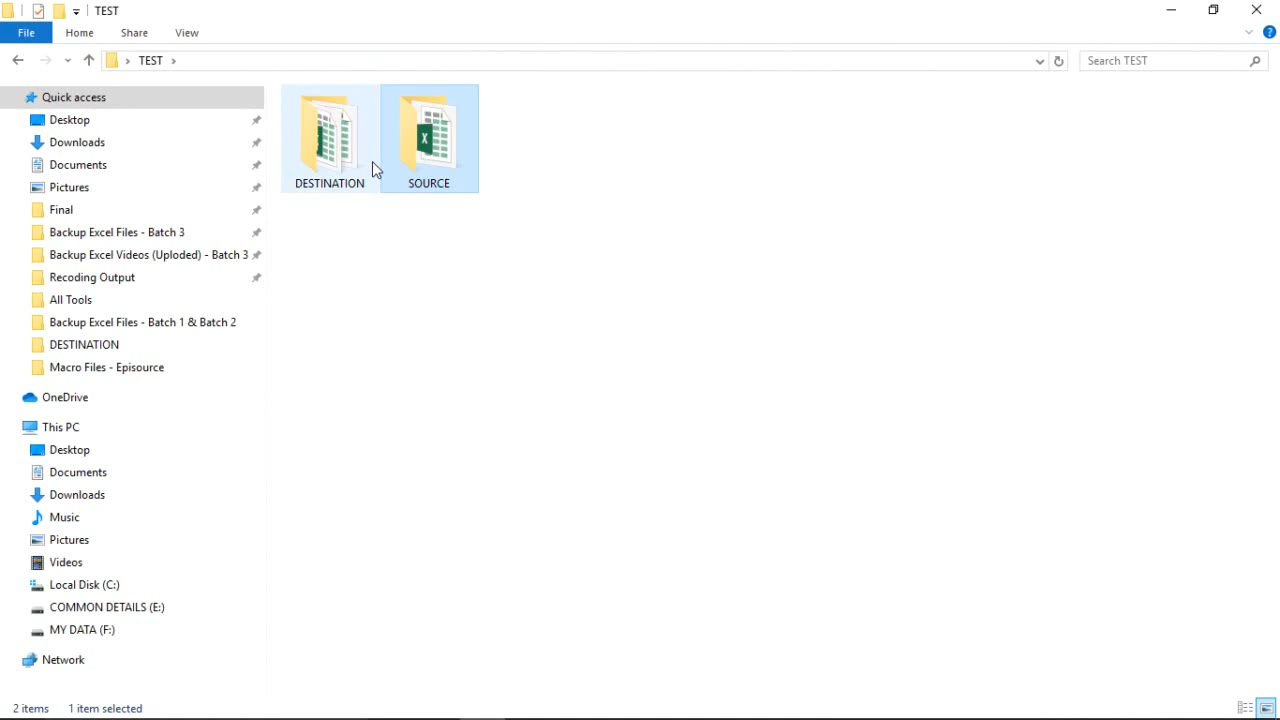 TEST
File Home Share View
TEST
Search TEST
Quick access
Desktop
Downloads
Documents
Pictures
Final
Backup Excel Files - Batch 3
Backup Excel Videos (Uploded) - Batch 3
Recoding Output
All Tools
Backup Excel Files - Batch 1 & Batch 2
DESTINATION
Macro Files - Episource
OneDrive
This PC
Desktop
Documents
Downloads
Music
Pictures
Videos
Local Disk (C:)
COMMON DETAILS (E:)
MY DATA (F:)
Network
DESTINATION SOURCE
2 items 1 item selected